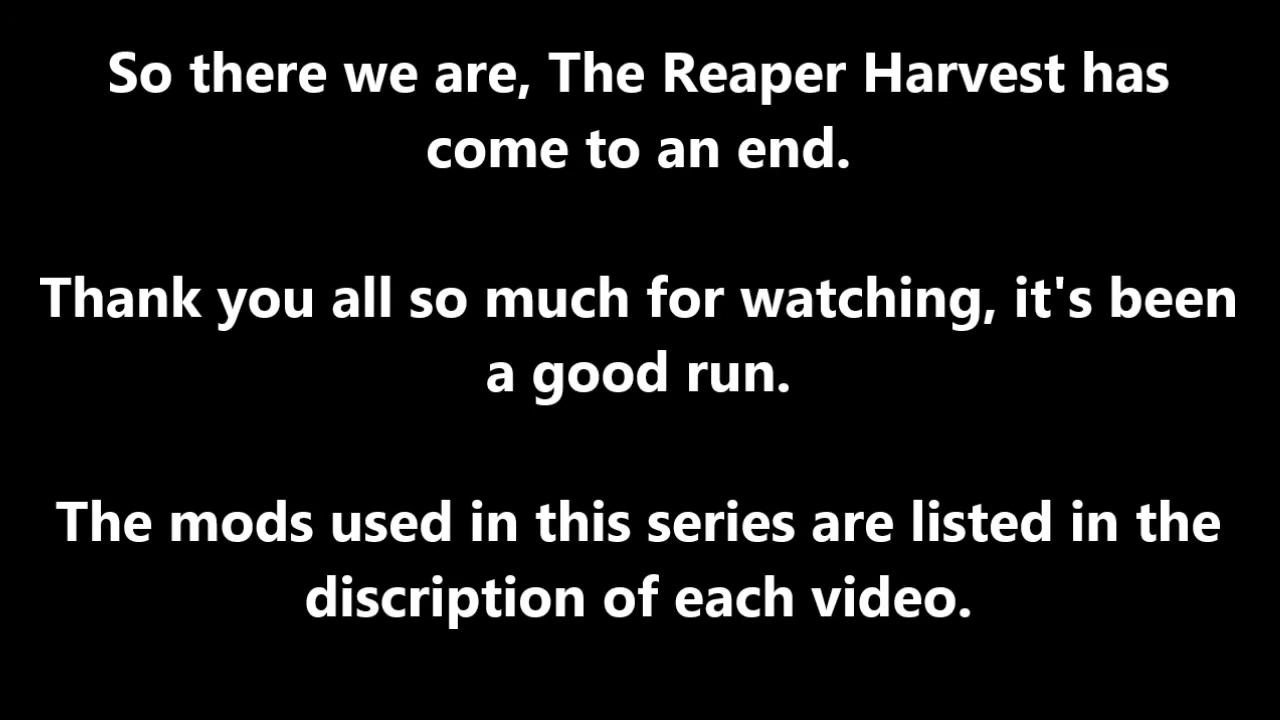 So there we are, The Reaper Harvest has
come to an end.
Thank you all so much for watching, it's been
a good run.
The mods used in this series are listed in the
discription of each video.